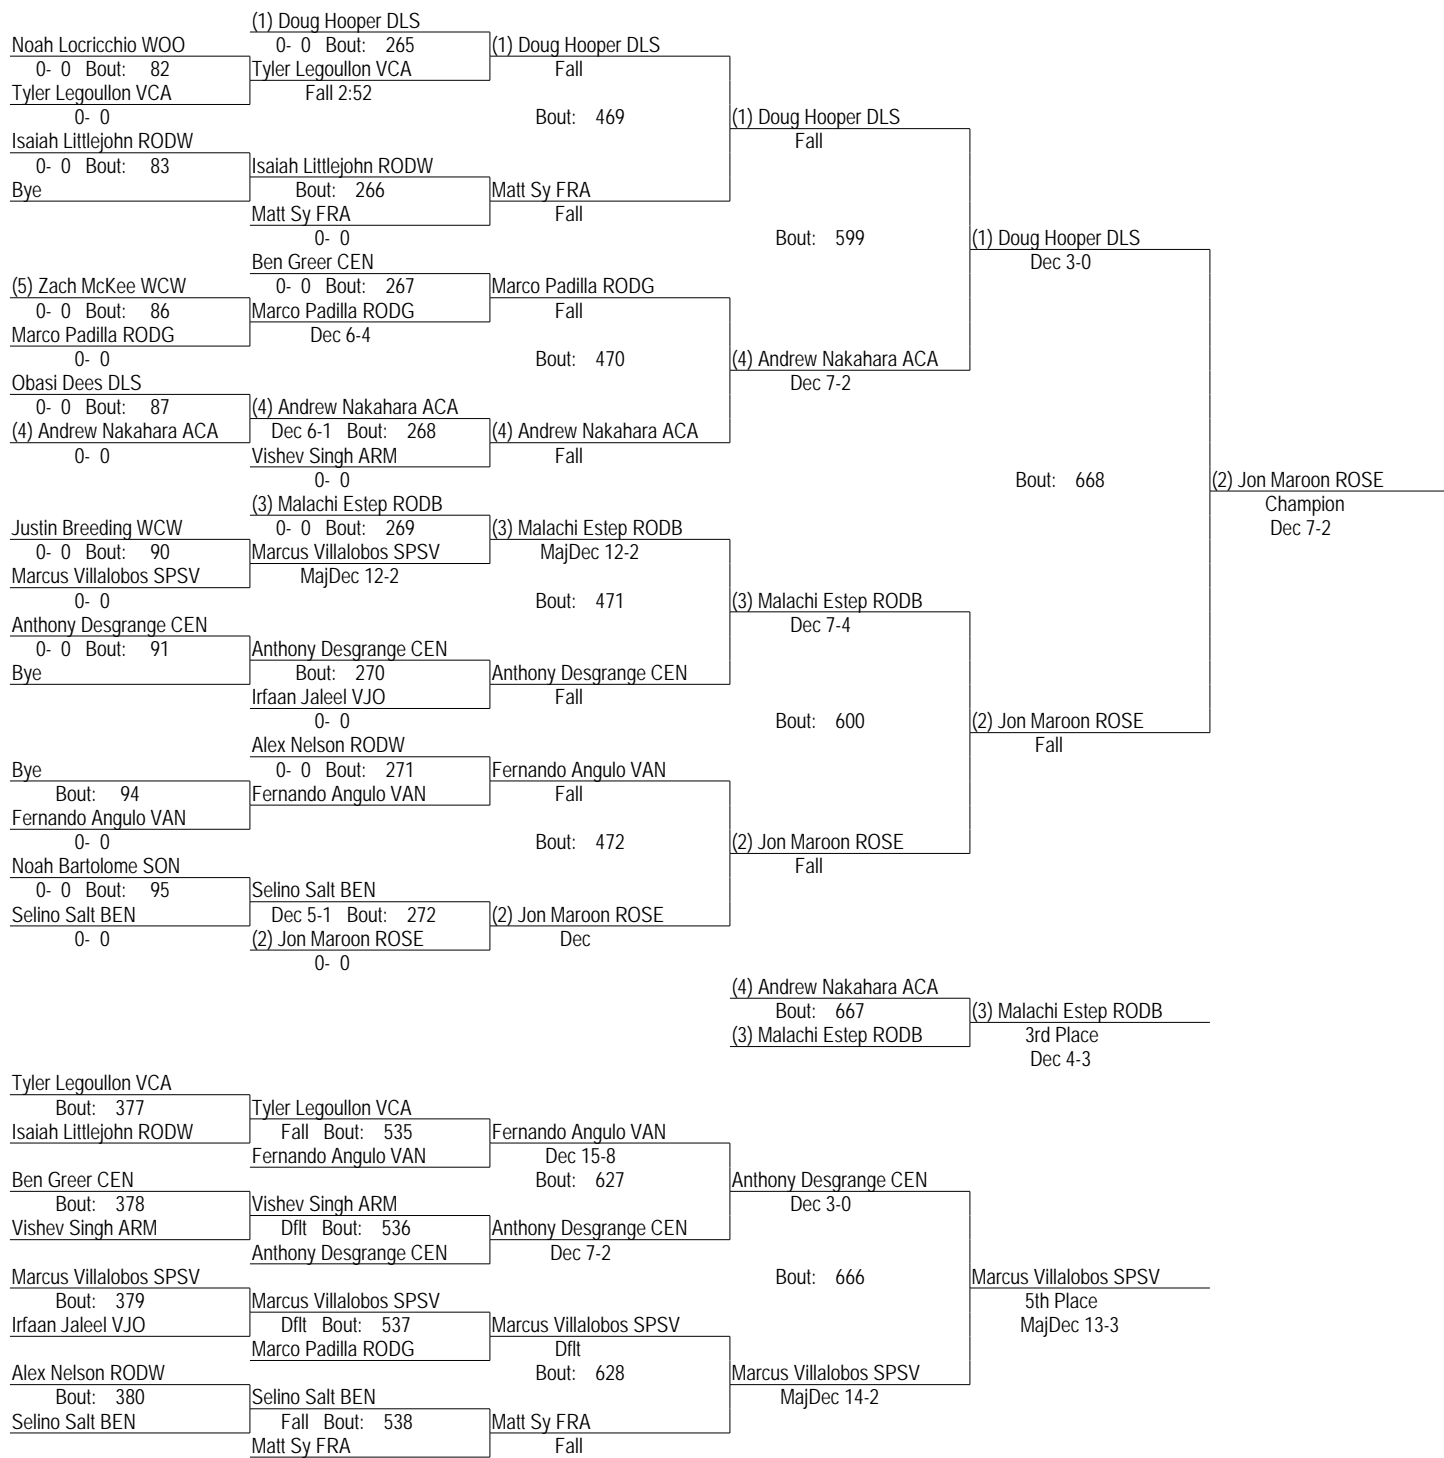 (1) Doug Hooper DLS
Noah Locricchio WOO 0- 0 Bout: 265 (1) Doug Hooper DLS
0- 0 Bout: 82 Tyler Legoullon VCA Fall
Tyler Legoullon VCA Fall 2:52
0- 0 Bout: 469 (1) Doug Hooper DLS
Isaiah Littlejohn RODW Fall
0- 0 Bout: 83 Isaiah Littlejohn RODW
Bye Bout: 266 Matt Sy FRA
Matt Sy FRA Fall
0- 0 Bout: 599 (1) Doug Hooper DLS
Ben Greer CEN Dec 3-0
(5) Zach McKee WCW 0- 0 Bout: 267 Marco Padilla RODG
0- 0 Bout: 86 Marco Padilla RODG Fall
Marco Padilla RODG Dec 6-4
0- 0 Bout: 470 (4) Andrew Nakahara ACA
Obasi Dees DLS Dec 7-2
0- 0 Bout: 87 (4) Andrew Nakahara ACA
(4) Andrew Nakahara ACA Dec 6-1 Bout: 268 (4) Andrew Nakahara ACA
0- 0 Vishev Singh ARM Fall
0- 0 Bout: 668 (2) Jon Maroon ROSE
(3) Malachi Estep RODB Champion
Justin Breeding WCW 0- 0 Bout: 269 (3) Malachi Estep RODB Dec 7-2
0- 0 Bout: 90 Marcus Villalobos SPSV MajDec 12-2
Marcus Villalobos SPSV MajDec 12-2
0- 0 Bout: 471 (3) Malachi Estep RODB
Anthony Desgrange CEN Dec 7-4
0- 0 Bout: 91 Anthony Desgrange CEN
Bye Bout: 270 Anthony Desgrange CEN
Irfaan Jaleel VJO Fall
0- 0 Bout: 600 (2) Jon Maroon ROSE
Alex Nelson RODW Fall
Bye 0- 0 Bout: 271 Fernando Angulo VAN
Bout: 94 Fernando Angulo VAN Fall
Fernando Angulo VAN
0- 0 Bout: 472 (2) Jon Maroon ROSE
Noah Bartolome SON Fall
0- 0 Bout: 95 Selino Salt BEN
Selino Salt BEN Dec 5-1 Bout: 272 (2) Jon Maroon ROSE
0- 0 (2) Jon Maroon ROSE Dec
0- 0
(4) Andrew Nakahara ACA
Bout: 667 (3) Malachi Estep RODB
(3) Malachi Estep RODB 3rd Place
Dec 4-3
Tyler Legoullon VCA
Bout: 377 Tyler Legoullon VCA
Isaiah Littlejohn RODW Fall Bout: 535 Fernando Angulo VAN
Fernando Angulo VAN Dec 15-8
Ben Greer CEN Bout: 627 Anthony Desgrange CEN
Bout: 378 Vishev Singh ARM Dec 3-0
Vishev Singh ARM Dflt Bout: 536 Anthony Desgrange CEN
Anthony Desgrange CEN Dec 7-2
Marcus Villalobos SPSV Bout: 666 Marcus Villalobos SPSV
Bout: 379 Marcus Villalobos SPSV 5th Place
Irfaan Jaleel VJO Dflt Bout: 537 Marcus Villalobos SPSV MajDec 13-3
Marco Padilla RODG Dflt
Alex Nelson RODW Bout: 628 Marcus Villalobos SPSV
Bout: 380 Selino Salt BEN MajDec 14-2
Selino Salt BEN Fall Bout: 538 Matt Sy FRA
Matt Sy FRA Fall